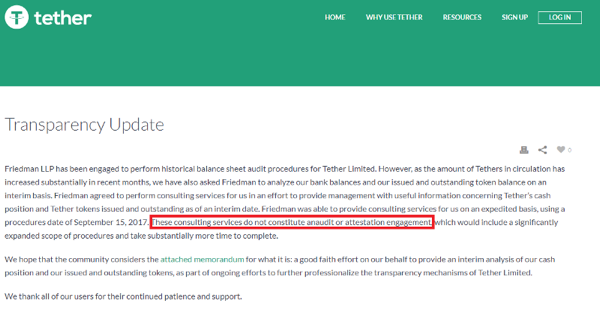 tether
HOME WHY USE TETHER RESOURCES SIGN UP LOG IN
Transparency Update
0
Friedman LLP has been engaged to perform historical balance sheet audit procedures for Tether Limited. However, as the amount of Tethers in circulation has
increased substantially in recent months, we have also asked Friedman to analyze our bank balances and our issued and outstanding token balance on an
interim basis. Friedman agreed to perform consulting services for us in an effort to provide management with useful information concerning Tether's cash
position and Tether tokens issued and outstanding as of an interim date. Friedman was able to provide consulting services for us on an expedited basis, using a
procedures date of September 15, 2017. These consulting services do not constitute anaudit or attestation engagement, which would include a significantly
expanded scope of procedures and take substantially more time to complete.
We hope that the community considers the attached memorandum for what it is: a good faith effort on our behalf to provide an interim analysis of our cash
position and our issued and outstanding tokens, as part of ongoing efforts to further professionalize the transparency mechanisms of Tether Limited.
We thank all of our users for their continued patience and support.